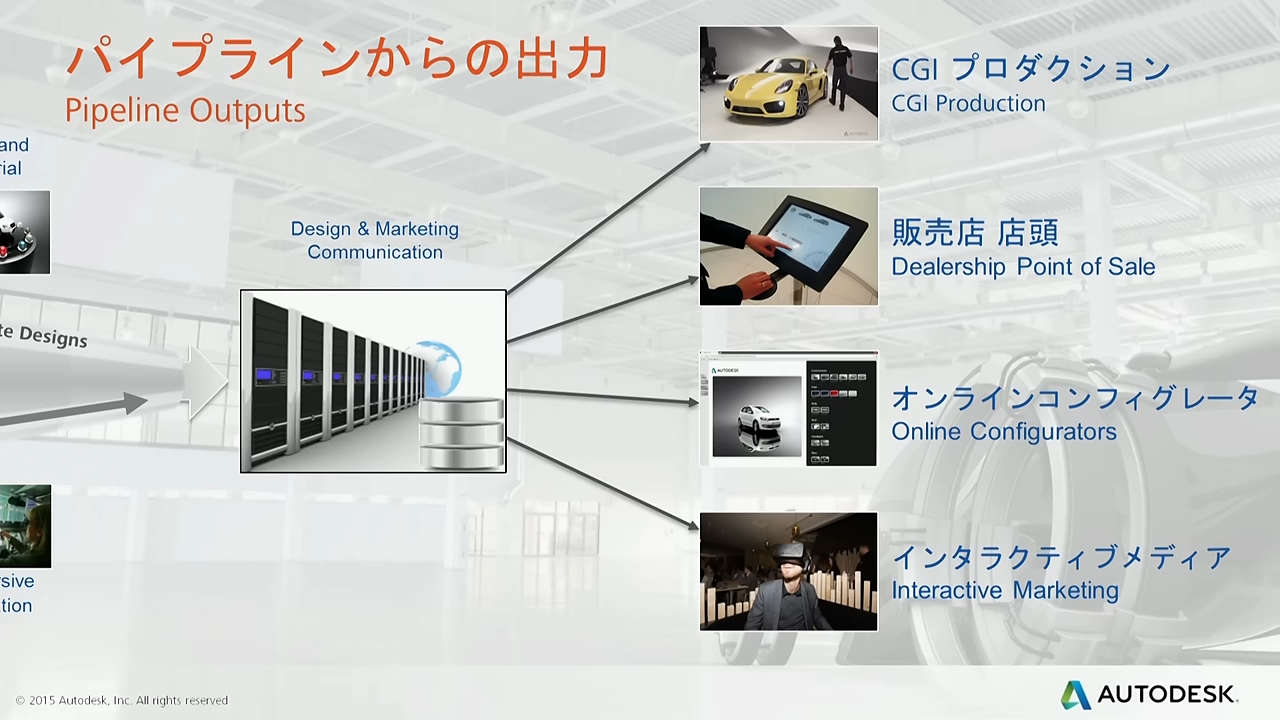 パイプラインからの出力
Pipeline Outputs
and
rial
te Designs
rsive
tion
Design & Marketing
Communication
CGI プロダクション
CGI Production
販売店 店頭
Dealership Point of Sale
AUTODESK
オンラインコンフィグレータ
Online Configurators
インタラクティブメディア
Interactive Marketing
© 2015 Autodesk, Inc. All rights reserved
AUTODESK.